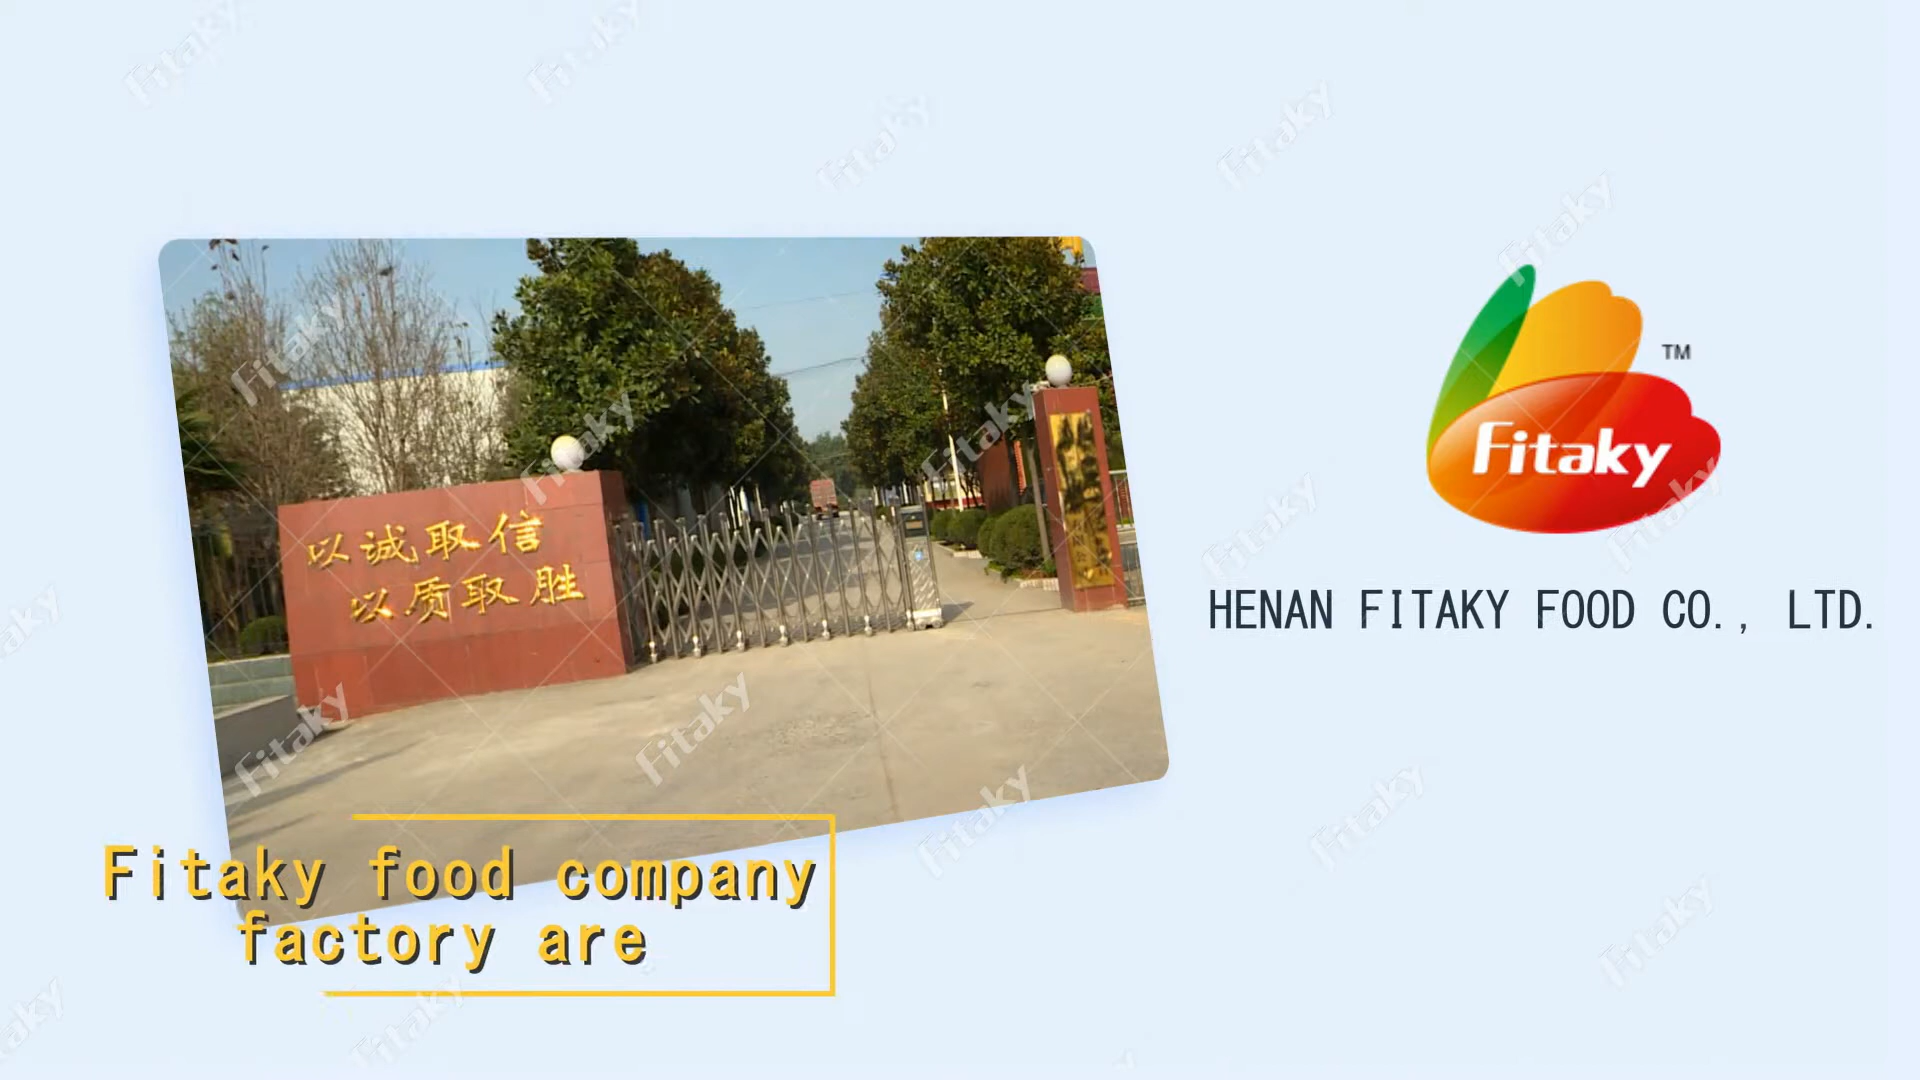 以诚取信
以质取胜
Fitaky
TM
HENAN FITAKY FOOD CO., LTD.
Fitaky food company
factory are